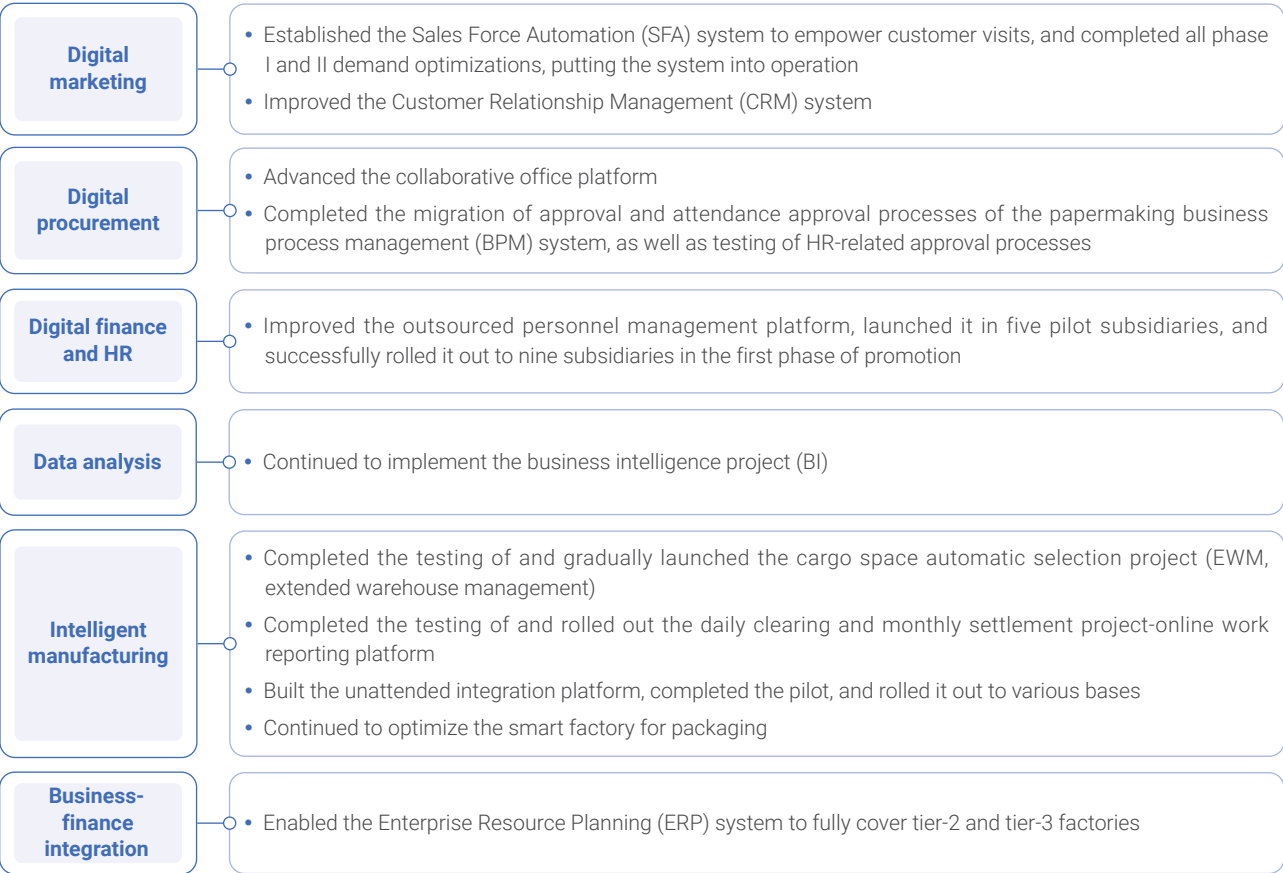 Digital
marketing
• Established the Sales Force Automation (SFA) system to empower customer visits, and completed all phase
I and II demand optimizations, putting the system into operation
• Improved the Customer Relationship Management (CRM) system
Digital
procurement
• Advanced the collaborative office platform
• Completed the migration of approval and attendance approval processes of the papermaking business
process management (BPM) system, as well as testing of HR-related approval processes
Digital finance
and HR
• Improved the outsourced personnel management platform, launched it in five pilot subsidiaries, and
successfully rolled it out to nine subsidiaries in the first phase of promotion
Data analysis
• Continued to implement the business intelligence project (BI)
Intelligent
manufacturing
• Completed the testing of and gradually launched the cargo space automatic selection project (EWM,
extended warehouse management)
• Completed the testing of and rolled out the daily clearing and monthly settlement project-online work
reporting platform
• Built the unattended integration platform, completed the pilot, and rolled it out to various bases
• Continued to optimize the smart factory for packaging
Business-
finance
integration
• Enabled the Enterprise Resource Planning (ERP) system to fully cover tier-2 and tier-3 factories